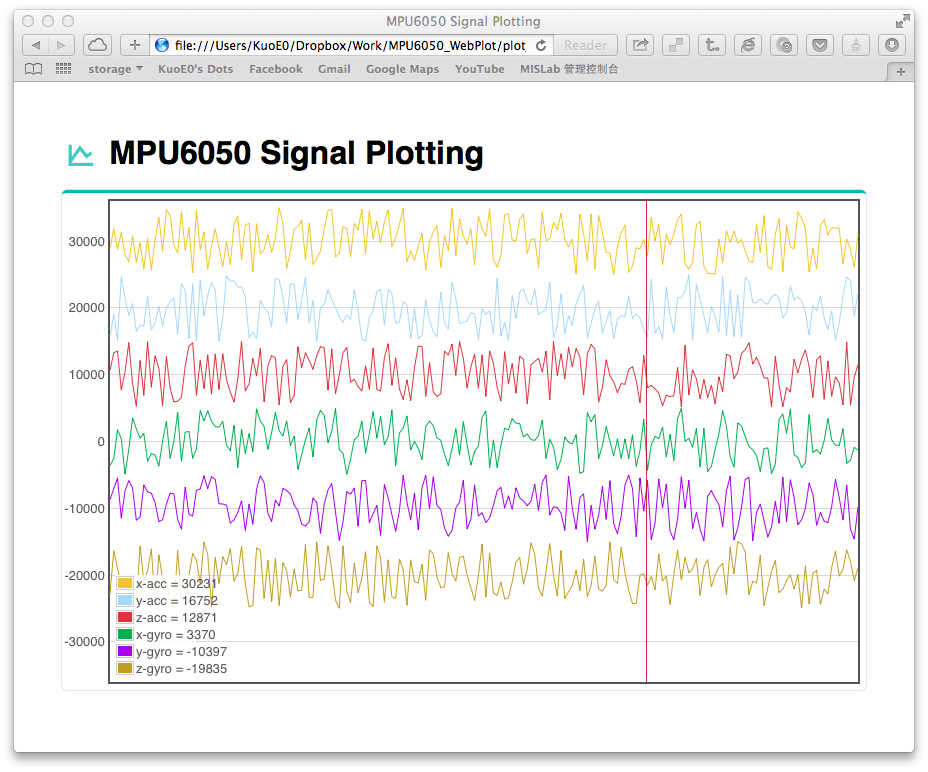 MPU6050 Signal Plotting
file:///Users/KuoE0/Dropbox/Work/MPU6050_WebPlot/plot_ Reader
storage KuoE0's Dots Facebook Gmail Google Maps YouTube MISLab 管理控制台
MPU6050 Signal Plotting
30000
20000
10000
0
-10000
-20000
-30000
x-acc = 30231
y-acc = 16752
z-acc = 12871
x-gyro = 3370
y-gyro = -10397
z-gyro = -19835